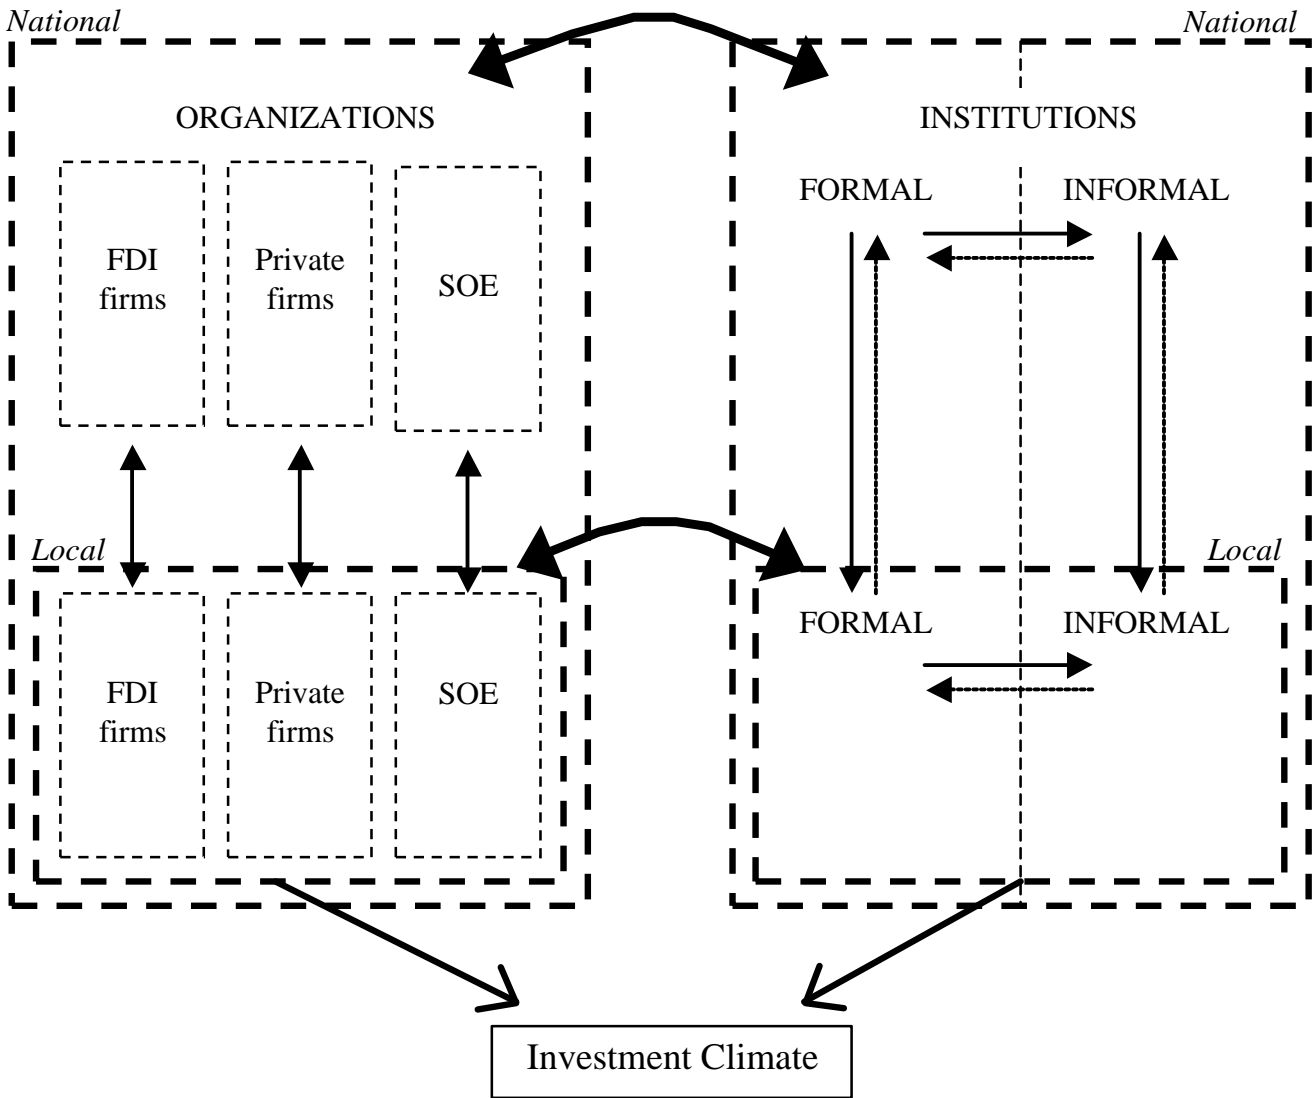 National
National
ORGANIZATIONS
INSTITUTIONS
FORMAL
INFORMAL
FDI
firms
Private
firms
SOE
Local
Local
FORMAL
INFORMAL
FDI
firms
Private
firms
SOE
Investment Climate